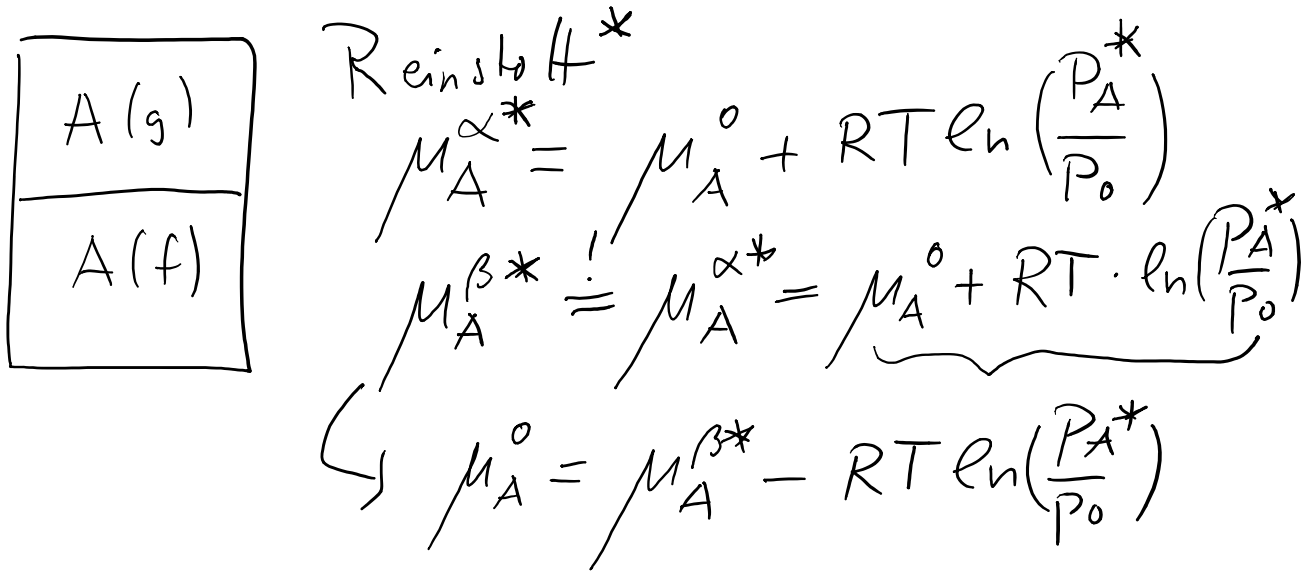 Reinstoff*
A (g)
μ_A^{α*} = μ_A^0 + RT ln (P_A^*/P_0)
A (f)
μ_A^{β*} =! μ_A^{α*} = μ_A^0 + RT · ln (P_A^*/P_0)
μ_A^0 = μ_A^{β*} − RT ln (P_A^*/P_0)